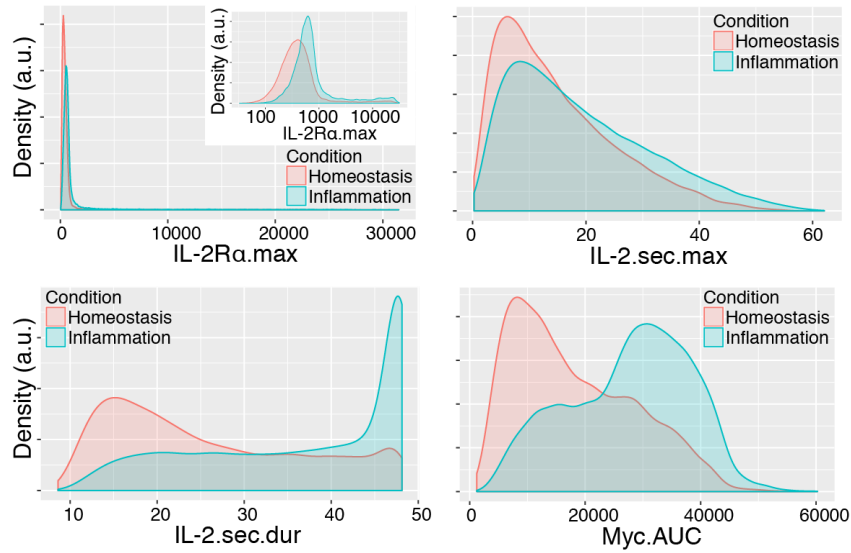 Density (a.u.)
Density (a.u.)
100 1000 10000
IL-2Rα.max
Condition
Homeostasis
Inflammation
0 10000 20000 30000
IL-2Rα.max
Condition
Homeostasis
Inflammation
0 20 40 60
IL-2.sec.max
Density (a.u.)
Condition
Homeostasis
Inflammation
10 20 30 40 50
IL-2.sec.dur
Condition
Homeostasis
Inflammation
0 20000 40000 60000
Myc.AUC